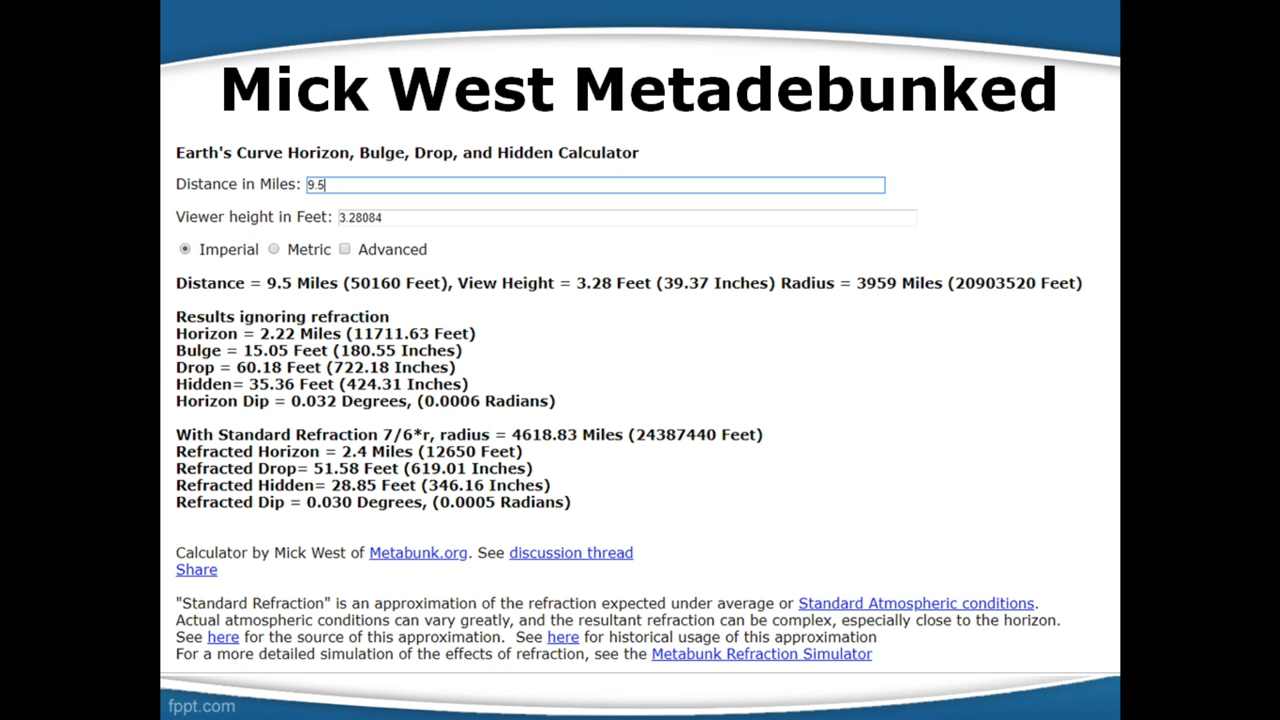 Mick West Metadebunked
Earth's Curve Horizon, Bulge, Drop, and Hidden Calculator
Distance in Miles: 9.5
Viewer height in Feet: 3.28084
Imperial Metric Advanced
Distance = 9.5 Miles (50160 Feet), View Height = 3.28 Feet (39.37 Inches) Radius = 3959 Miles (20903520 Feet)
Results ignoring refraction
Horizon = 2.22 Miles (11711.63 Feet)
Bulge = 15.05 Feet (180.55 Inches)
Drop = 60.18 Feet (722.18 Inches)
Hidden= 35.36 Feet (424.31 Inches)
Horizon Dip = 0.032 Degrees, (0.0006 Radians)
With Standard Refraction 7/6*r, radius = 4618.83 Miles (24387440 Feet)
Refracted Horizon = 2.4 Miles (12650 Feet)
Refracted Drop= 51.58 Feet (619.01 Inches)
Refracted Hidden= 28.85 Feet (346.16 Inches)
Refracted Dip = 0.030 Degrees, (0.0005 Radians)
Calculator by Mick West of Metabunk.org. See discussion thread
Share
"Standard Refraction" is an approximation of the refraction expected under average or Standard Atmospheric conditions.
Actual atmospheric conditions can vary greatly, and the resultant refraction can be complex, especially close to the horizon.
See here for the source of this approximation. See here for historical usage of this approximation
For a more detailed simulation of the effects of refraction, see the Metabunk Refraction Simulator
fppt.com